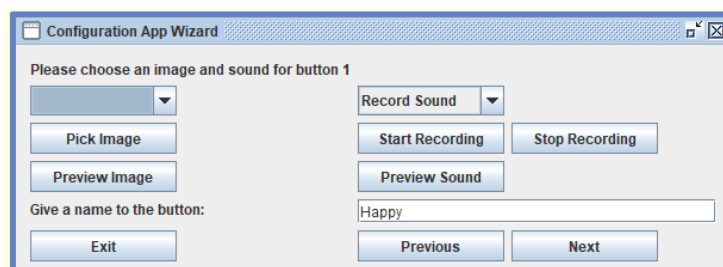 Configuration App Wizard
Please choose an image and sound for button 1
Record Sound
Pick Image Start Recording Stop Recording
Preview Image Preview Sound
Give a name to the button: Happy
Exit Previous Next